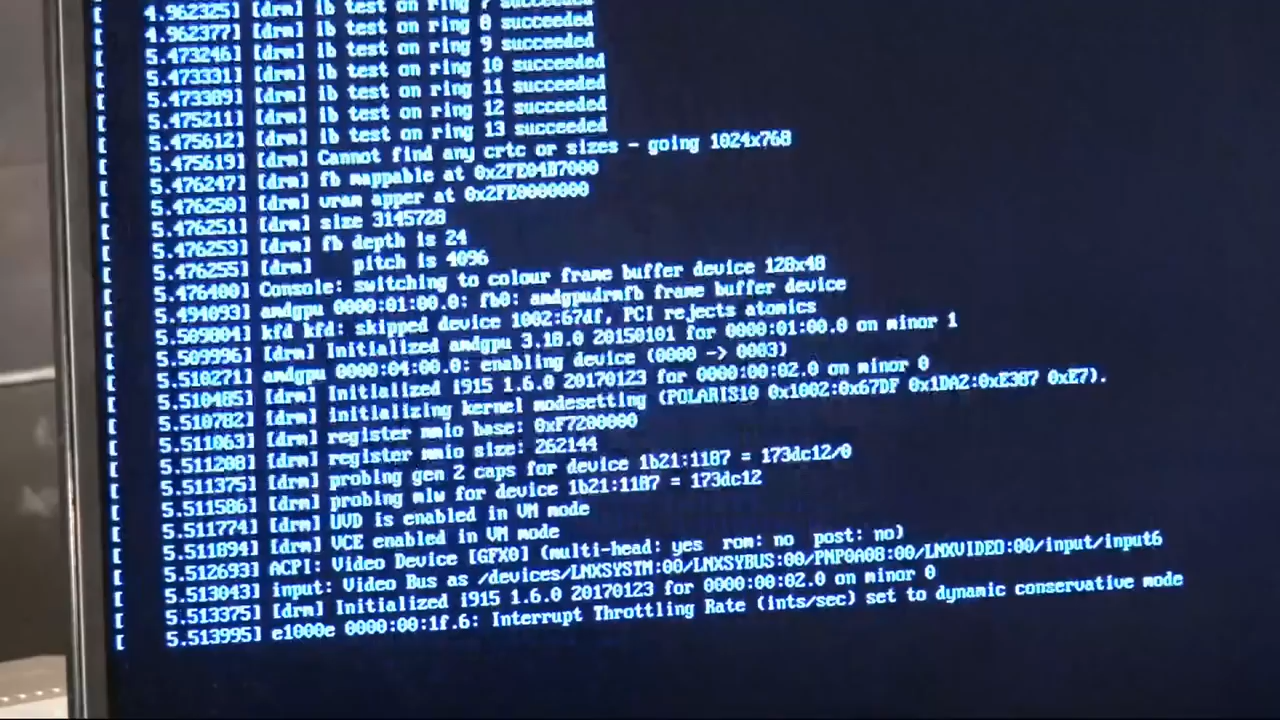 [ 4.962325] [drm] ib test on ring 7 succeeded
[ 4.962377] [drm] ib test on ring 8 succeeded
[ 5.473246] [drm] ib test on ring 9 succeeded
[ 5.473331] [drm] ib test on ring 10 succeeded
[ 5.473389] [drm] ib test on ring 11 succeeded
[ 5.475211] [drm] ib test on ring 12 succeeded
[ 5.475612] [drm] ib test on ring 13 succeeded
[ 5.475619] [drm] Cannot find any crtc or sizes - going 1024x768
[ 5.476247] [drm] fb mappable at 0x2FE04B7000
[ 5.476250] [drm] vram apper at 0x2FE0000000
[ 5.476251] [drm] size 3145728
[ 5.476253] [drm] fb depth is 24
[ 5.476255] [drm]    pitch is 4096
[ 5.476400] Console: switching to colour frame buffer device 128x48
[ 5.494093] amdgpu 0000:01:00.0: fb0: amdgpudrmfb frame buffer device
[ 5.509804] kfd kfd: skipped device 1002:67df, PCI rejects atomics
[ 5.509996] [drm] Initialized amdgpu 3.18.0 20150101 for 0000:01:00.0 on minor 1
[ 5.510271] amdgpu 0000:04:00.0: enabling device (0000 -> 0003)
[ 5.510485] [drm] Initialized i915 1.6.0 20170123 for 0000:00:02.0 on minor 0
[ 5.510782] [drm] initializing kernel modesetting (POLARIS10 0x1002:0x67DF 0x1DA2:0xE387 0xE7).
[ 5.511063] [drm] register mmio base: 0xF7200000
[ 5.511208] [drm] register mmio size: 262144
[ 5.511375] [drm] probing gen 2 caps for device 1b21:1187 = 173dc12/0
[ 5.511586] [drm] probing mlw for device 1b21:1187 = 173dc12
[ 5.511774] [drm] UVD is enabled in VM mode
[ 5.511894] [drm] VCE enabled in VM mode
[ 5.512693] ACPI: Video Device [GFX0] (multi-head: yes  rom: no  post: no)
[ 5.513043] input: Video Bus as /devices/LNXSYSTM:00/LNXSYBUS:00/PNP0A08:00/LNXVIDEO:00/input/input6
[ 5.513375] [drm] Initialized i915 1.6.0 20170123 for 0000:00:02.0 on minor 0
[ 5.513995] e1000e 0000:00:1f.6: Interrupt Throttling Rate (ints/sec) set to dynamic conservative mode